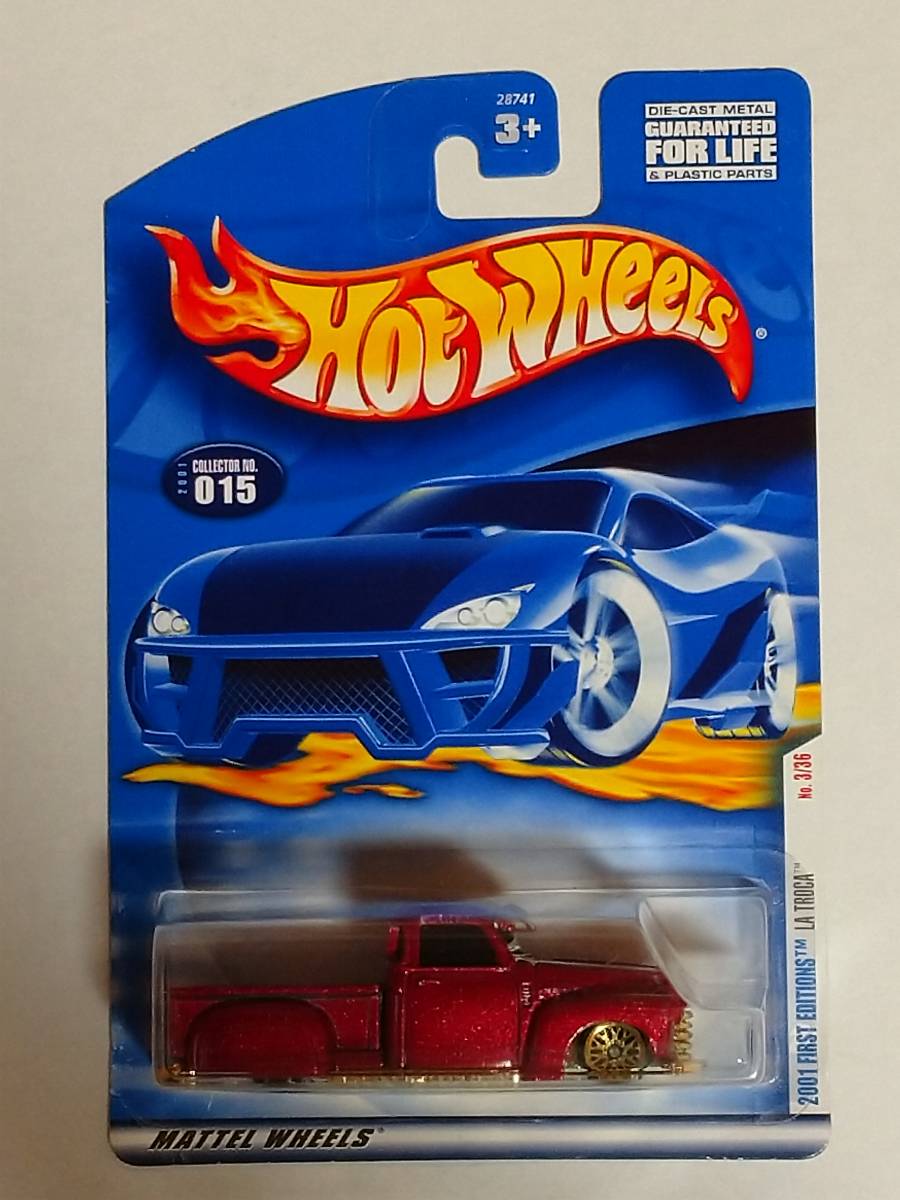 28741
3+
DIE-CAST METAL
GUARANTEED
FOR LIFE
& PLASTIC PARTS
HOT WHEELS®
2001
COLLECTOR NO.
015
No. 3/36
2001 FIRST EDITIONS™ LA TROCA™
MATTEL WHEELS®